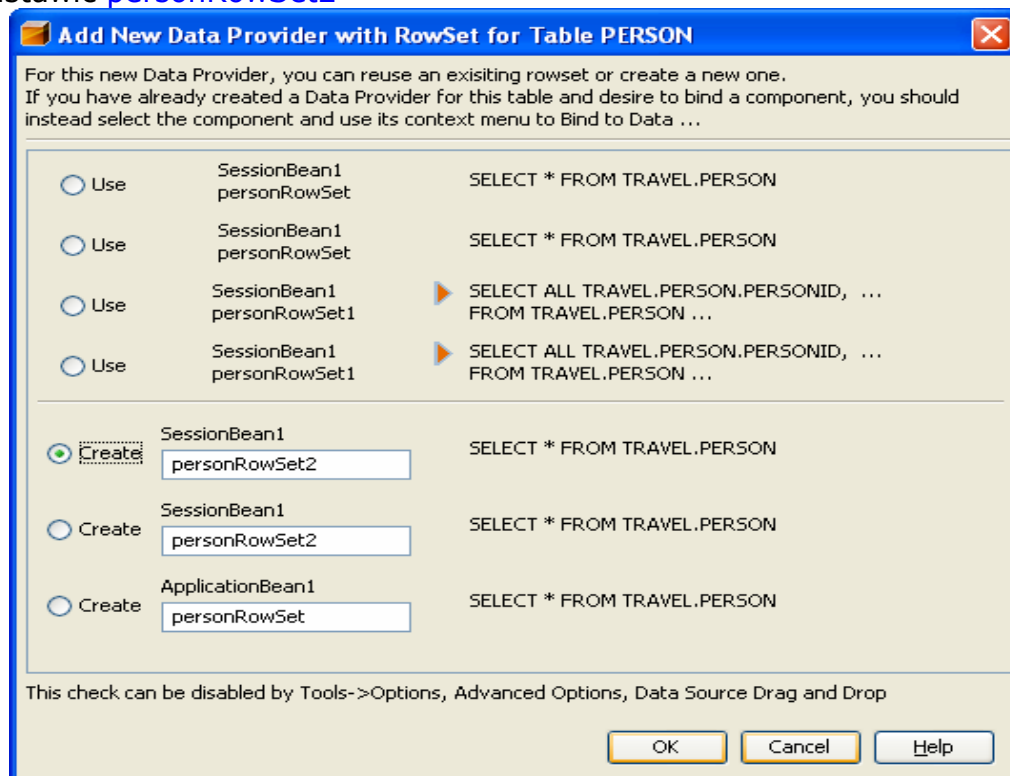 personRowSet2
Add New Data Provider with RowSet for Table PERSON
For this new Data Provider, you can reuse an exisiting rowset or create a new one.
If you have already created a Data Provider for this table and desire to bind a component, you should
instead select the component and use its context menu to Bind to Data ...
Use
SessionBean1
personRowSet
SELECT * FROM TRAVEL.PERSON
Use
SessionBean1
personRowSet
SELECT * FROM TRAVEL.PERSON
Use
SessionBean1
personRowSet1
SELECT ALL TRAVEL.PERSON.PERSONID, ...
FROM TRAVEL.PERSON ...
Use
SessionBean1
personRowSet1
SELECT ALL TRAVEL.PERSON.PERSONID, ...
FROM TRAVEL.PERSON ...
Create
SessionBean1
personRowSet2
SELECT * FROM TRAVEL.PERSON
Create
SessionBean1
personRowSet2
SELECT * FROM TRAVEL.PERSON
Create
ApplicationBean1
personRowSet
SELECT * FROM TRAVEL.PERSON
This check can be disabled by Tools->Options, Advanced Options, Data Source Drag and Drop
OK Cancel Help